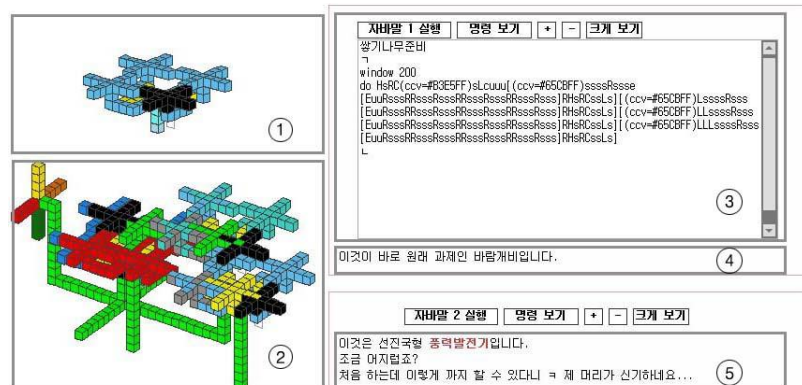 ①
②
자바말 1 실행 명령 보기 + - 크게 보기
쌓기나무준비
ㄱ
window 200
do HsRC(ccv=#B3E5FF)sLcuuu[(ccv=#65CBFF)ssssRssse
[EuuRsssRRsssRsssRRsssRsssRRsssRsss]RHsRCssLs][(ccv=#65CBFF)LssssRsss
[EuuRsssRRsssRsssRRsssRsssRRsssRsss]RHsRCssLs][(ccv=#65CBFF)LLssssRsss
[EuuRsssRRsssRsssRRsssRsssRRsssRsss]RHsRCssLs][(ccv=#65CBFF)LLLssssRsss
[EuuRsssRRsssRsssRRsssRsssRRsssRsss]RHsRCssLs]
ㄴ
③
이것이 바로 원래 과제인 바람개비입니다.
④
자바말 2 실행 명령 보기 + - 크게 보기
이것은 선진국형 풍력발전기입니다.
조금 어지럽죠?
처음 하는데 이렇게 까지 할 수 있다니 ㅋ 제 머리가 신기하네요...
⑤